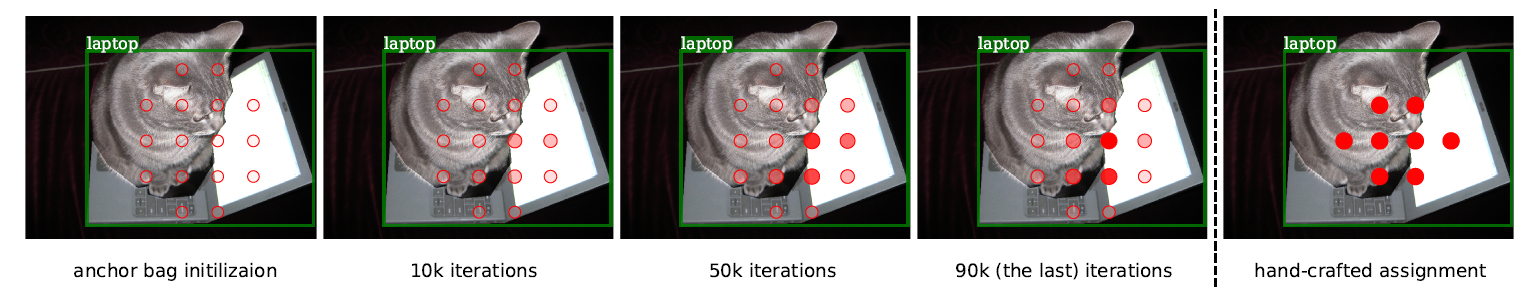 laptop
laptop
laptop
laptop
laptop
anchor bag initilizaion
10k iterations
50k iterations
90k (the last) iterations
hand-crafted assignment